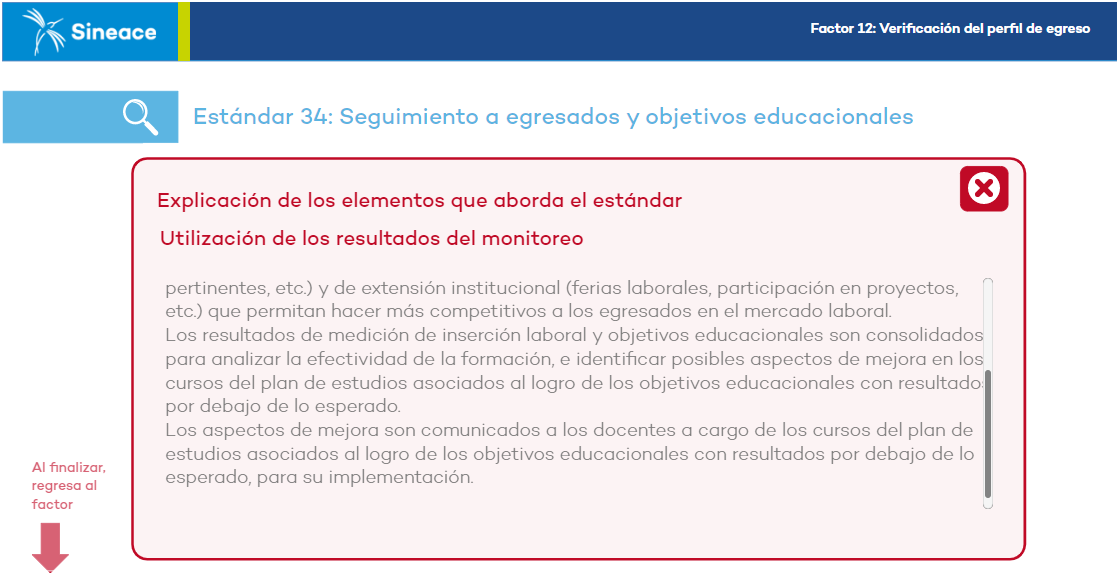 Sineace
Factor 12: Verificación del perfil de egreso
Estándar 34: Seguimiento a egresados y objetivos educacionales
Explicación de los elementos que aborda el estándar
Utilización de los resultados del monitoreo
pertinentes, etc.) y de extensión institucional (ferias laborales, participación en proyectos,
etc.) que permitan hacer más competitivos a los egresados en el mercado laboral.
Los resultados de medición de inserción laboral y objetivos educacionales son consolidados
para analizar la efectividad de la formación, e identificar posibles aspectos de mejora en los
cursos del plan de estudios asociados al logro de los objetivos educacionales con resultados
por debajo de lo esperado.
Los aspectos de mejora son comunicados a los docentes a cargo de los cursos del plan de
estudios asociados al logro de los objetivos educacionales con resultados por debajo de lo
esperado, para su implementación.
Al finalizar,
regresa al
factor